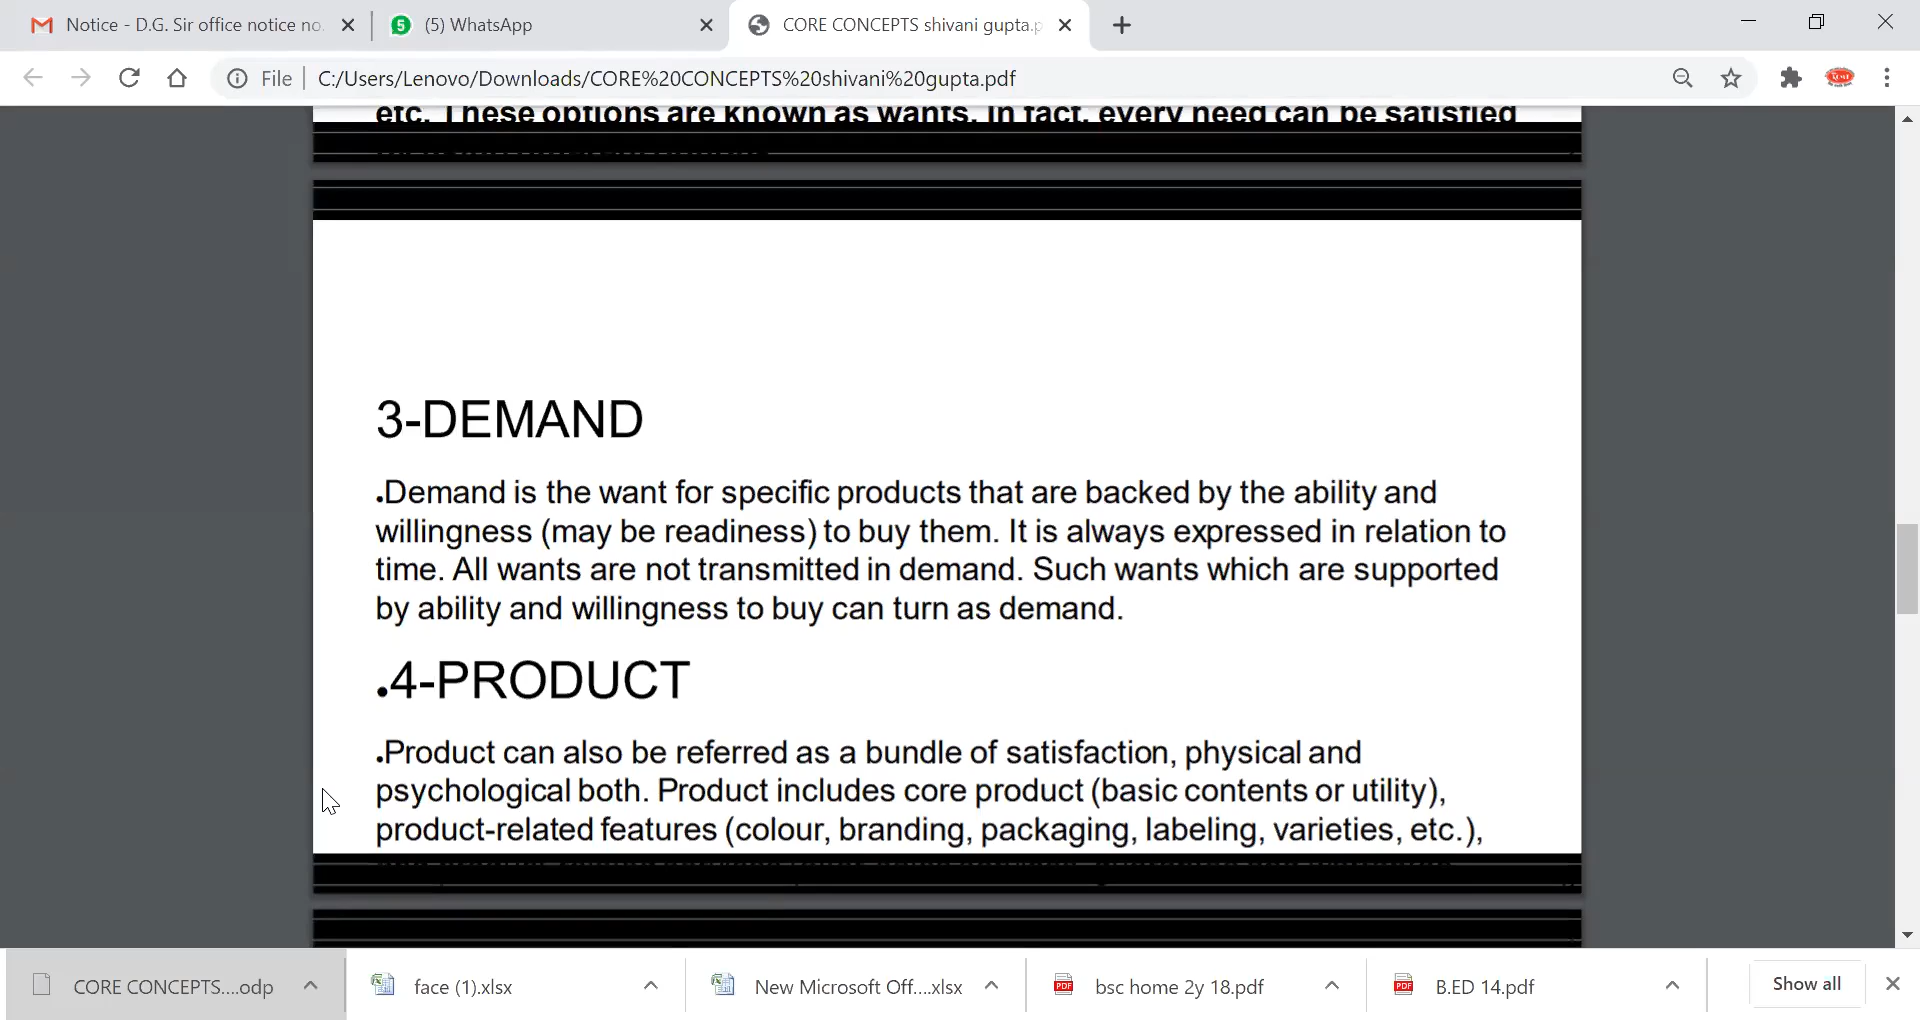 Notice - D.G. Sir office notice no.
(5) WhatsApp
CORE CONCEPTS shivani gupta.p
File
C:/Users/Lenovo/Downloads/CORE%20CONCEPTS%20shivani%20gupta.pdf
etc. These options are known as wants. In fact, every need can be satisfied
3-DEMAND
.Demand is the want for specific products that are backed by the ability and
willingness (may be readiness) to buy them. It is always expressed in relation to
time. All wants are not transmitted in demand. Such wants which are supported
by ability and willingness to buy can turn as demand.
.4-PRODUCT
.Product can also be referred as a bundle of satisfaction, physical and
psychological both. Product includes core product (basic contents or utility),
product-related features (colour, branding, packaging, labeling, varieties, etc.),
CORE CONCEPTS....odp
face (1).xlsx
New Microsoft Off....xlsx
PDF
bsc home 2y 18.pdf
PDF
B.ED 14.pdf
Show all